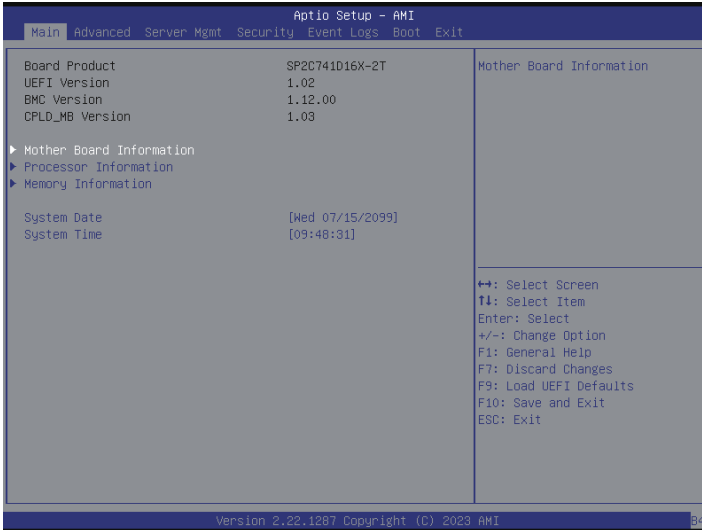 Aptio Setup – AMI
Main Advanced Server Mgmt Security Event Logs Boot Exit
Board Product SP2C741D16X-2T
UEFI Version 1.02
BMC Version 1.12.00
CPLD_MB Version 1.03
Mother Board Information
Processor Information
Memory Information
System Date [Wed 07/15/2099]
System Time [09:48:31]
Mother Board Information
↔: Select Screen
↑↓: Select Item
Enter: Select
+/-: Change Option
F1: General Help
F7: Discard Changes
F9: Load UEFI Defaults
F10: Save and Exit
ESC: Exit
Version 2.22.1287 Copyright (C) 2023 AMI